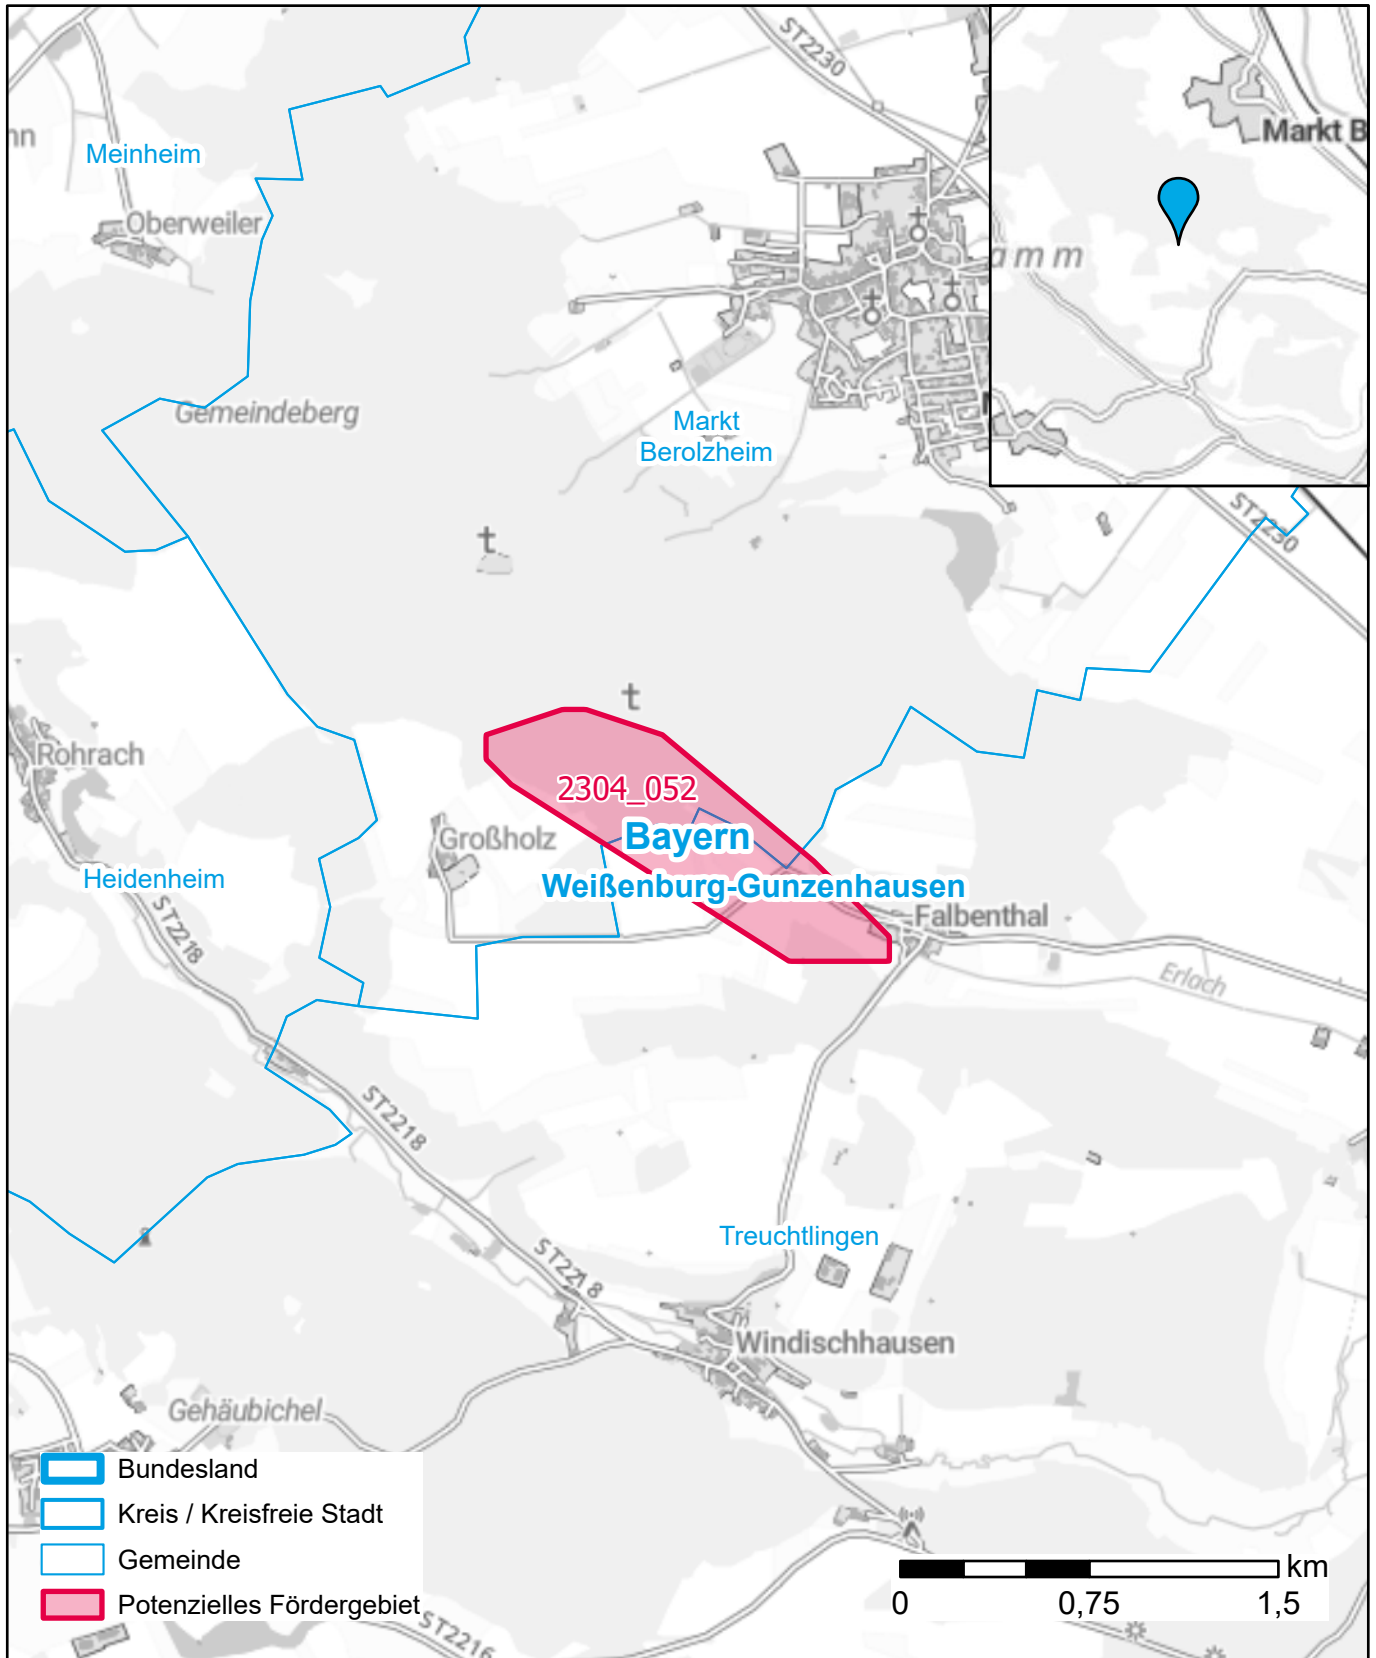 ST2230
nn
Meinheim
Markt B
Oberweiler
amm
Gemeindeberg
Markt
Berolzheim
ST2230
Rohrach
2304_052
Bayern
Großholz
Heidenheim
Weißenburg-Gunzenhausen
Falbenthal
ST2218
Erlach
ST2218
Treuchtlingen
ST2218
Windischhausen
Gehäubichel
Bundesland
Kreis / Kreisfreie Stadt
Gemeinde
Potenzielles Fördergebiet
km
0 0,75 1,5
ST2216